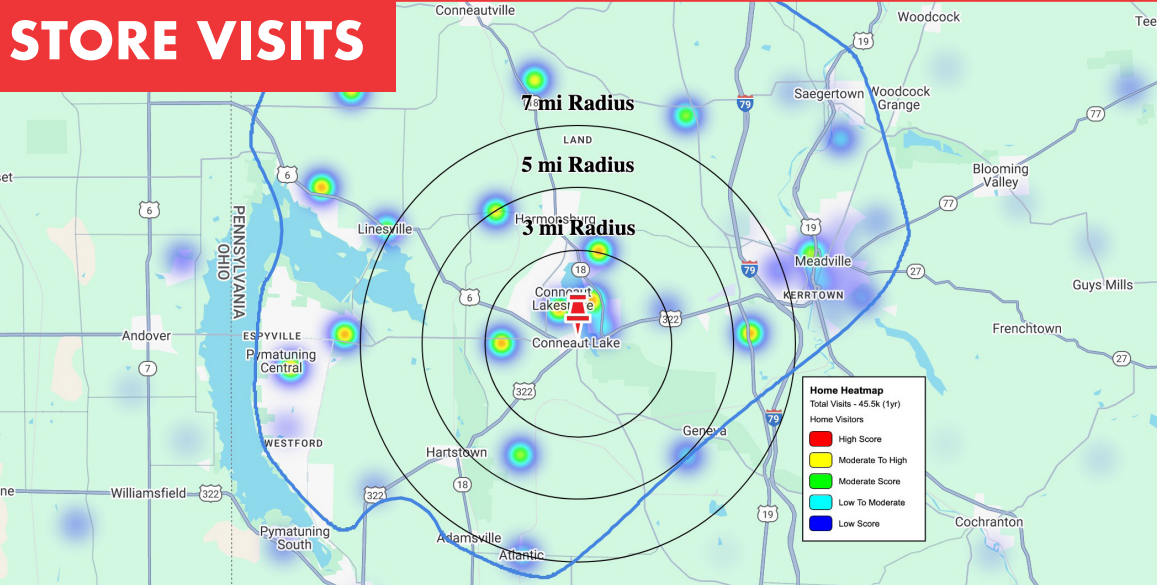 STORE VISITS
Conneautville
Woodcock
Tee
19
18
7 mi Radius
79
Saegertown
Woodcock
Grange
77
LAND
5 mi Radius
Blooming
Valley
6
set
6
77
PENNSYLVANIA
OHIO
Linesville
Harmonsburg
3 mi Radius
19
Meadville
18
79
27
KERRTOWN
Guys Mills
6
Conneaut
Lakeshore
322
Andover
ESPYVILLE
Conneaut Lake
Frenchtown
Pymatuning
Central
7
27
322
Home Heatmap
Total Visits - 45.5k (1yr)
Home Visitors
High Score
Moderate To High
Moderate Score
Low To Moderate
Low Score
79
Geneva
WESTFORD
Hartstown
18
ne
Williamsfield
322
322
19
Cochranton
Pymatuning
South
Adamsville
Atlantic